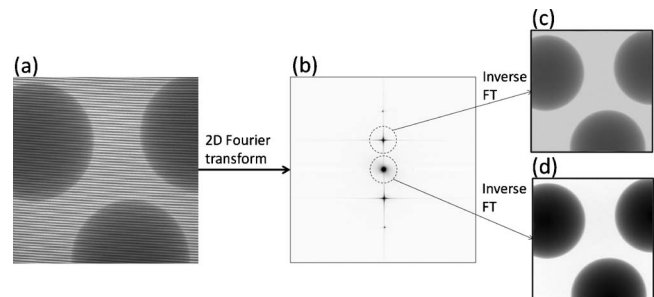 (a)
2D Fourier
transform
(b)
Inverse
FT
(c)
Inverse
FT
(d)